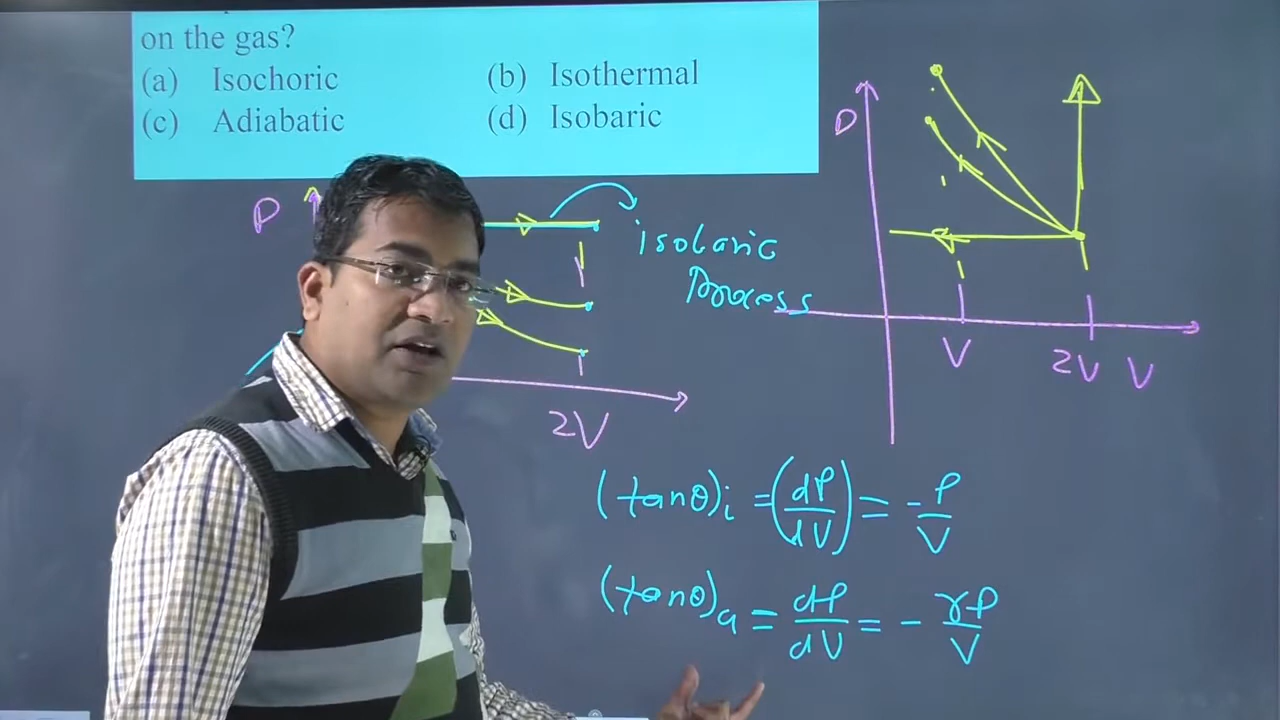 on the gas?
(a) Isochoric (b) Isothermal
(c) Adiabatic (d) Isobaric
P
isobaric
Process
2V
P
V 2V V
(tanθ)i = (dP/dV) = -P/V
(tanθ)a = dP/dV = - γP/V